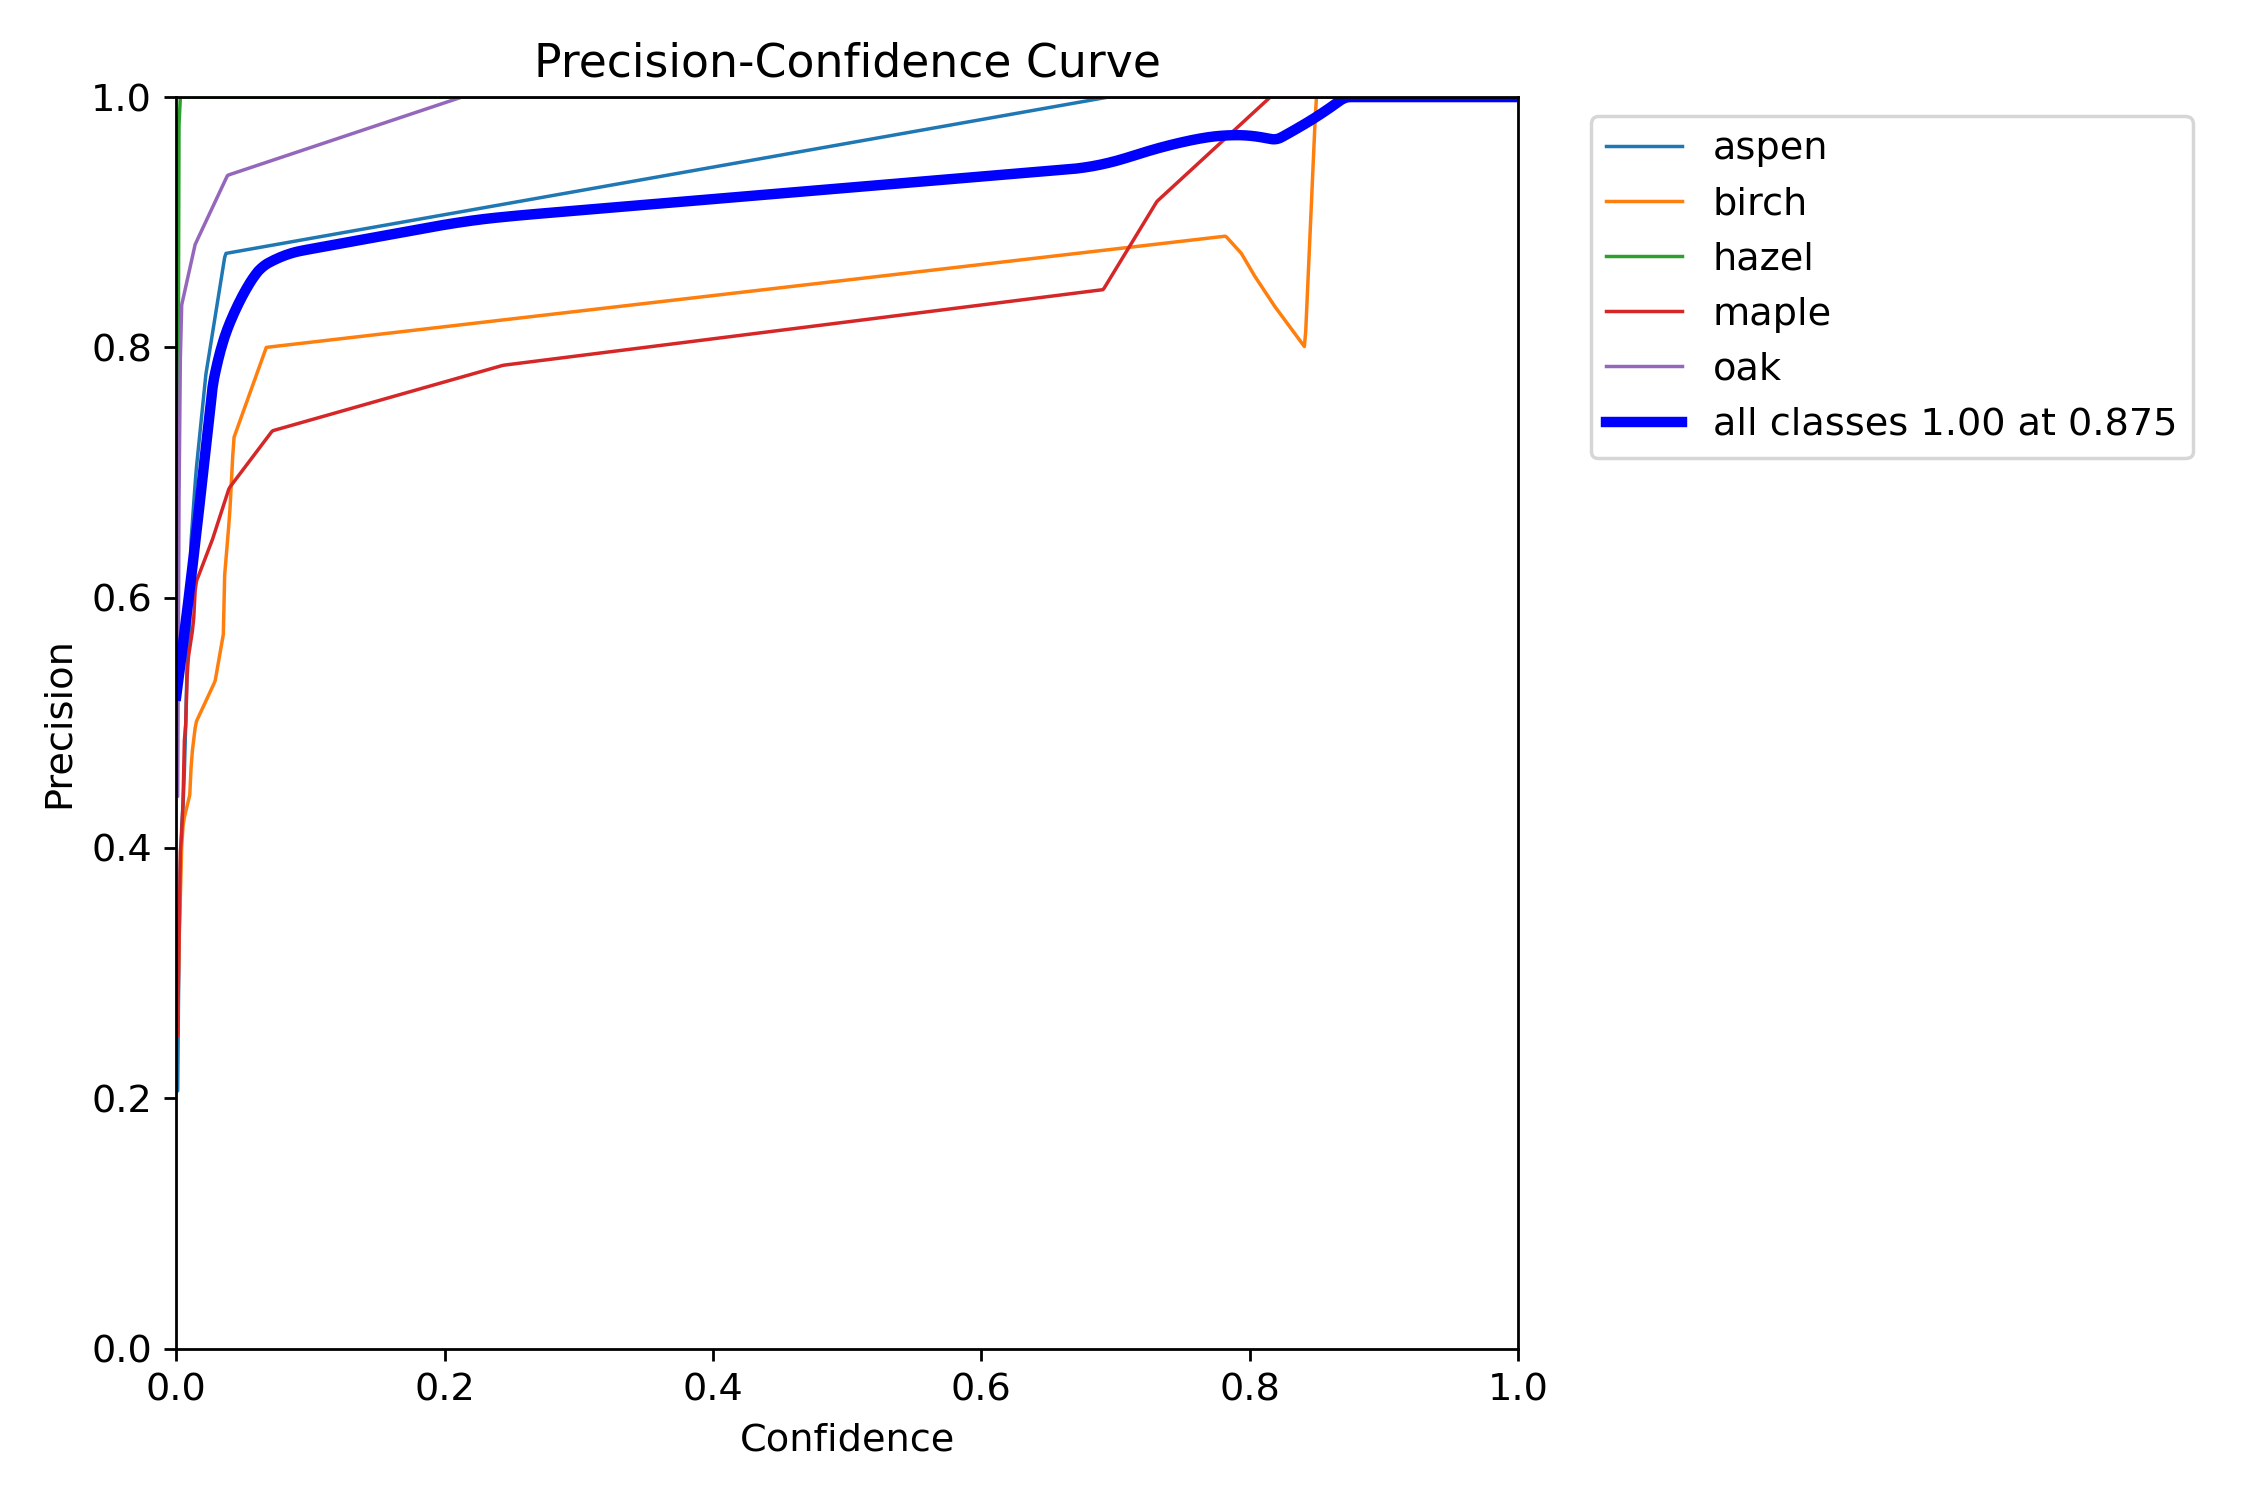 Precision-Confidence Curve
1.0
0.8
0.6
0.4
0.2
0.0
Precision
0.0 0.2 0.4 0.6 0.8 1.0
Confidence
aspen
birch
hazel
maple
oak
all classes 1.00 at 0.875